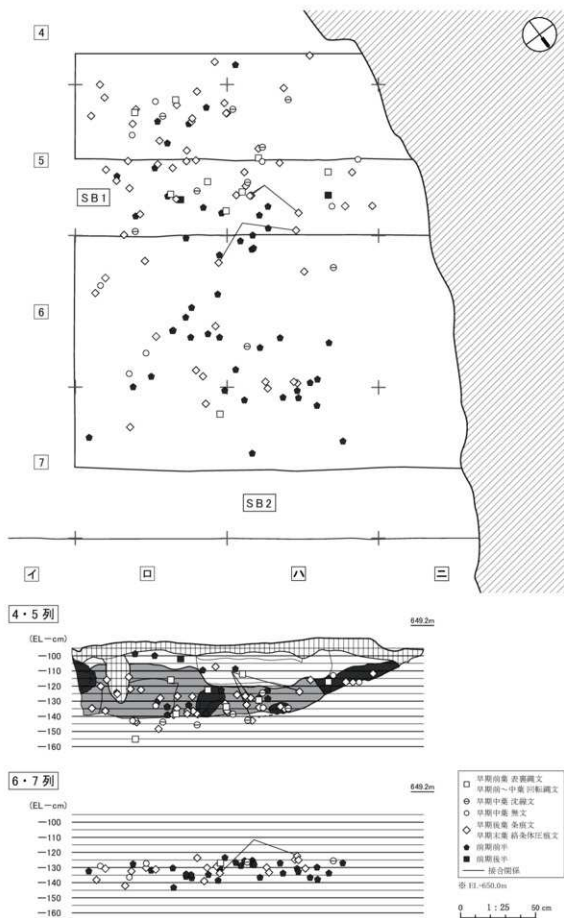 4
5
SB1
6
7
SB2
イ ロ ハ ニ
4・5 列
(EL−cm)
649.2m
−100
−110
−120
−130
−140
−150
−160
6・7 列
(EL−cm)
649.2m
−100
−110
−120
−130
−140
−150
−160
早期前葉 表裏縄文
早期前~中葉 回転縄文
早期中葉 沈線文
早期中葉 無文
早期後葉 条痕文
早期末葉 絡条体圧痕文
前期前半
前期後半
接合関係
※ EL=650.0m
0 1:25 50 cm